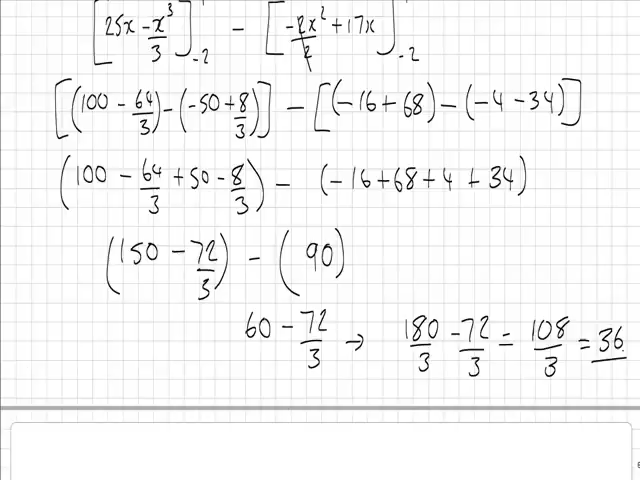 [25x - x³/3]₋₂ - [-2x²/2 + 17x]₋₂
[(100 - 64/3) - (-50 + 8/3)] - [(-16 + 68) - (-4 - 34)]
(100 - 64/3 + 50 - 8/3) - (-16 + 68 + 4 + 34)
(150 - 72/3) - (90)
60 - 72/3 → 180/3 - 72/3 = 108/3 = 36